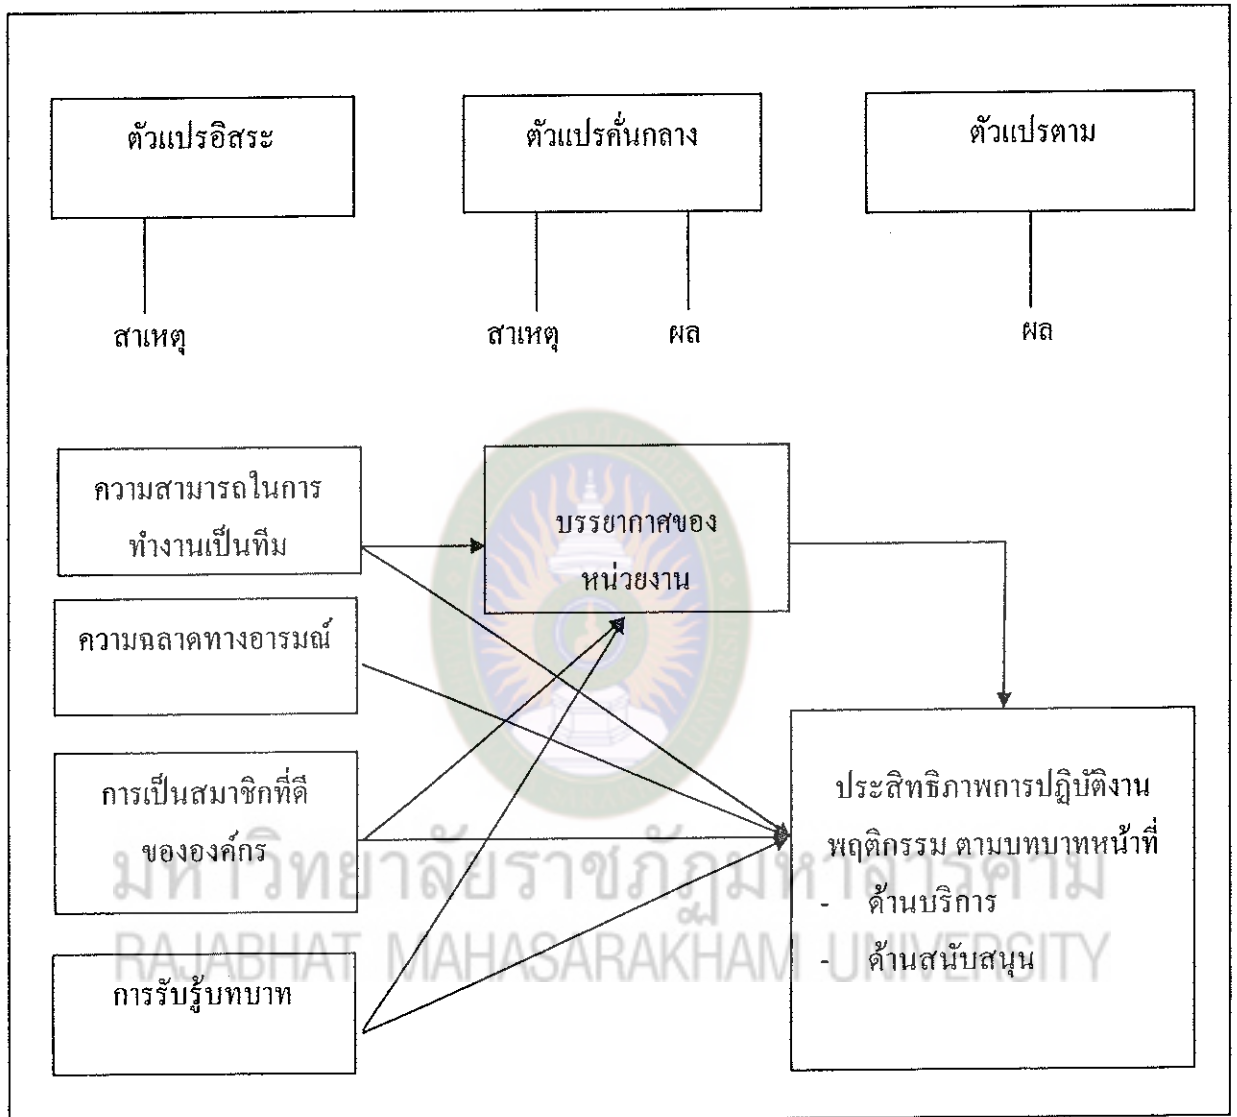 ตัวแปรอิสระ
ตัวแปรคั่นกลาง
ตัวแปรตาม
สาเหตุ
สาเหตุ
ผล
ผล
ความสามารถในการ
ทำงานเป็นทีม
บรรยากาศของ
หน่วยงาน
ความฉลาดทางอารมณ์
การเป็นสมาชิกที่ดี
ขององค์กร
การรับรู้บทบาท
ประสิทธิภาพการปฏิบัติงาน
พฤติกรรม ตามบทบาทหน้าที่
- ด้านบริการ
- ด้านสนับสนุน
มหาวิทยาลัยราชภัฏมหาสารคาม
RAJABHAT MAHASARAKHAM UNIVERSITY